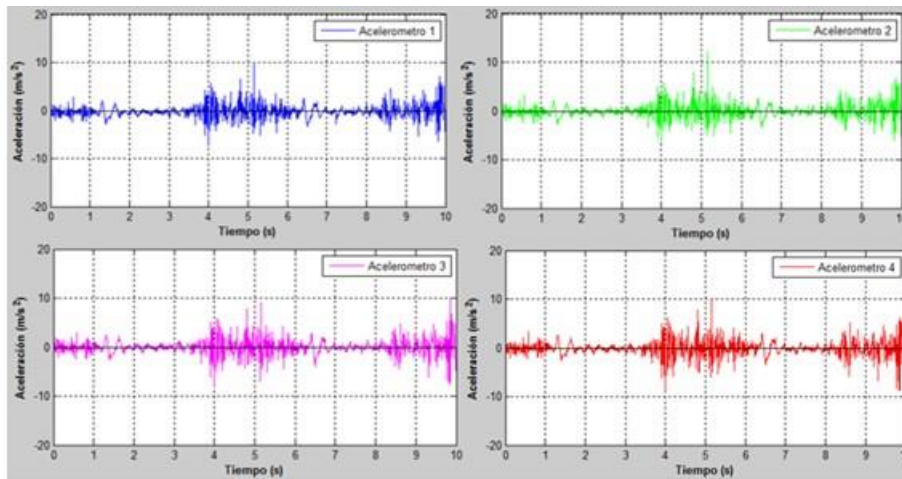 20
Acelerometro 1
10
0
-10
-20
Aceleración (m/s²)
0 1 2 3 4 5 6 7 8 9 10
Tiempo (s)
20
Acelerometro 2
10
0
-10
-20
Aceleración (m/s²)
0 1 2 3 4 5 6 7 8 9 10
Tiempo (s)
20
Acelerometro 3
10
0
-10
-20
Aceleración (m/s²)
0 1 2 3 4 5 6 7 8 9 10
Tiempo (s)
20
Acelerometro 4
10
0
-10
-20
Aceleración (m/s²)
0 1 2 3 4 5 6 7 8 9
Tiempo (s)